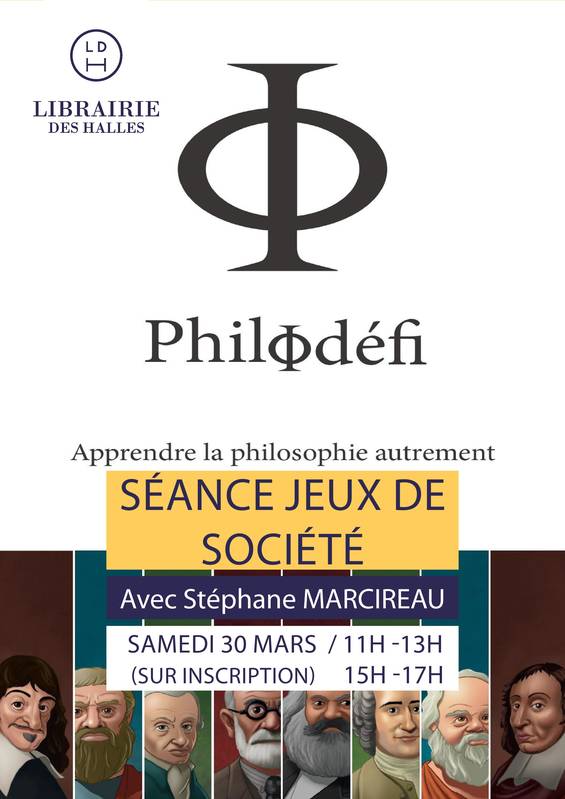 LD
H
LIBRAIRIE
DES HALLES
Φ
PhilΦdéfi
Apprendre la philosophie autrement
SÉANCE JEUX DE
SOCIÉTÉ
Avec Stéphane MARCIREAU
SAMEDI 30 MARS / 11H -13H
(SUR INSCRIPTION) 15H -17H